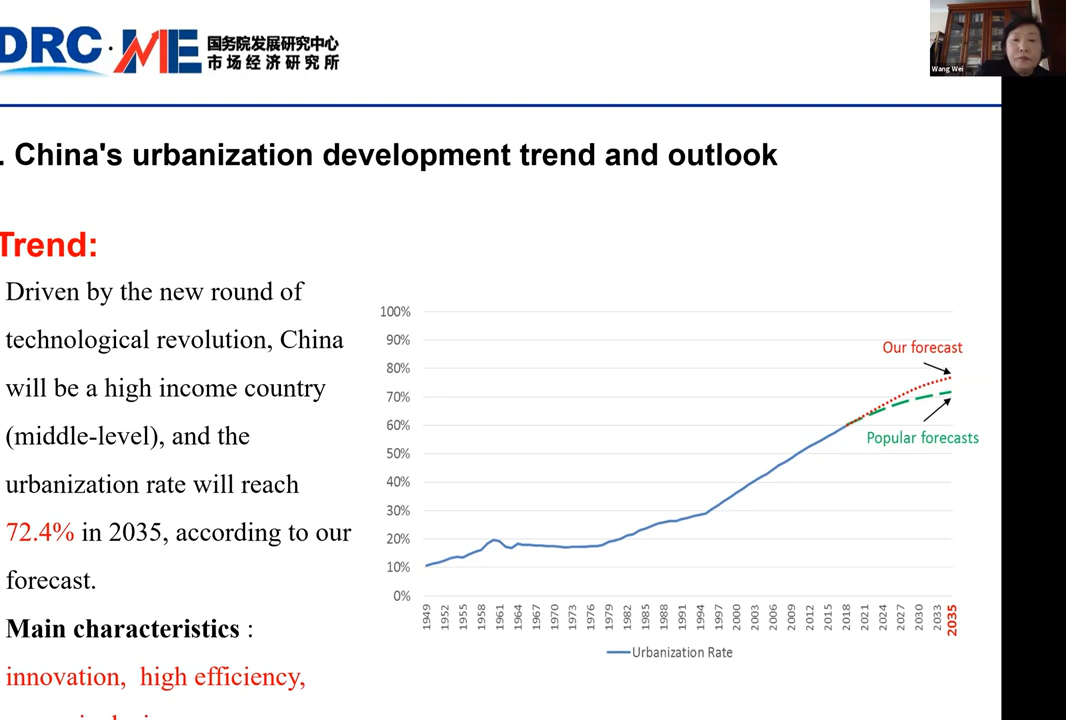 DRC·ME 国务院发展研究中心
市场经济研究所
Wang Wei
. China's urbanization development trend and outlook
Trend:
Driven by the new round of
technological revolution, China
will be a high income country
(middle-level), and the
urbanization rate will reach
72.4% in 2035, according to our
forecast.
Main characteristics :
innovation, high efficiency,
100%
90%
80%
70%
60%
50%
40%
30%
20%
10%
0%
Our forecast
Popular forecasts
1949 1952 1955 1958 1961 1964 1967 1970 1973 1976 1979 1982 1985 1988 1991 1994 1997 2000 2003 2006 2009 2012 2015 2018 2021 2024 2027 2030 2033 2035
Urbanization Rate